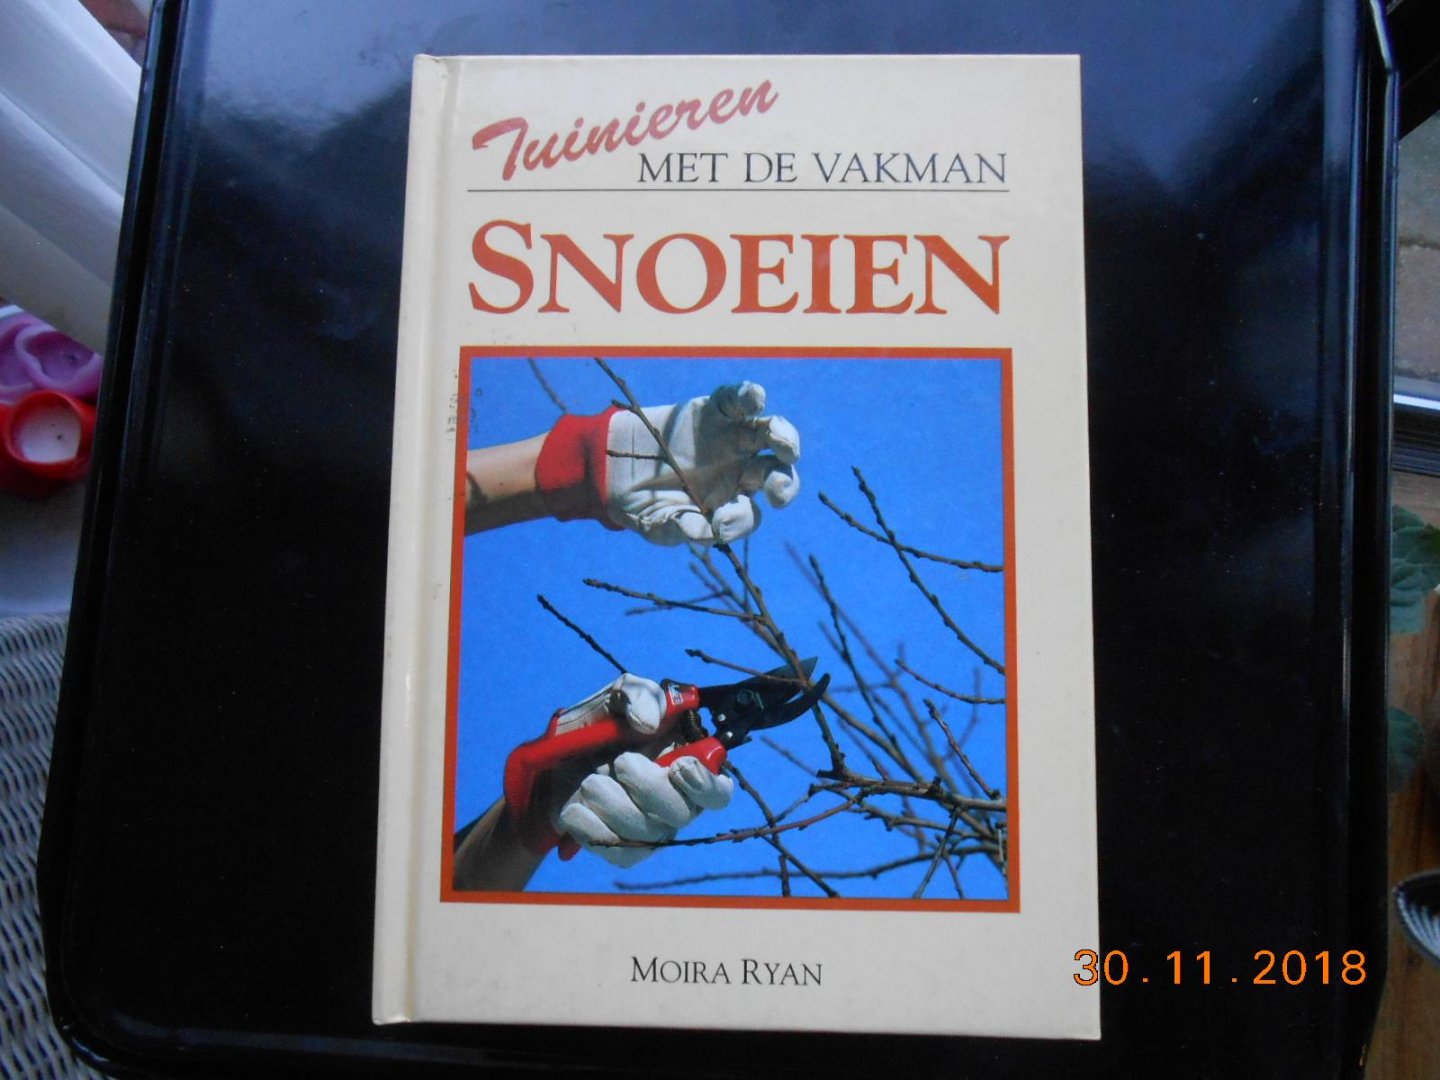 Tuinieren
MET DE VAKMAN
SNOEIEN
MOIRA RYAN
30.11.2018